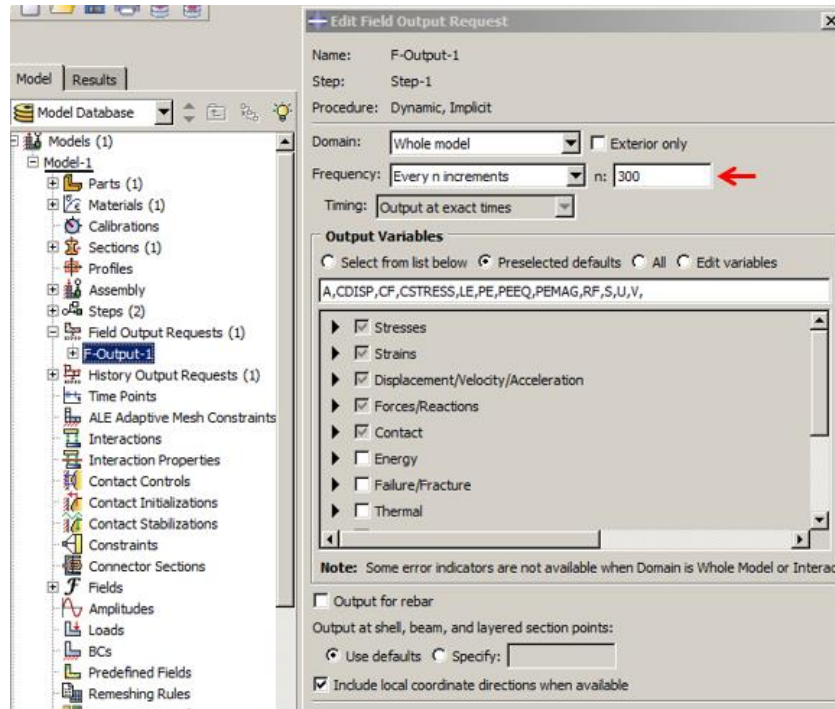 Edit Field Output Request
Name: F-Output-1
Step: Step-1
Procedure: Dynamic, Implicit
Domain: Whole model Exterior only
Frequency: Every n increments n: 300
Timing: Output at exact times
Output Variables
Select from list below Preselected defaults All Edit variables
A,CDISP,CF,CSTRESS,LE,PE,PEEQ,PEMAG,RF,S,U,V,
Stresses
Strains
Displacement/Velocity/Acceleration
Forces/Reactions
Contact
Energy
Failure/Fracture
Thermal
Note: Some error indicators are not available when Domain is Whole Model or Interac
Output for rebar
Output at shell, beam, and layered section points:
Use defaults Specify:
Include local coordinate directions when available
Model Results
Model Database
Models (1)
Model-1
Parts (1)
Materials (1)
Calibrations
Sections (1)
Profiles
Assembly
Steps (2)
Field Output Requests (1)
F-Output-1
History Output Requests (1)
Time Points
ALE Adaptive Mesh Constraints
Interactions
Interaction Properties
Contact Controls
Contact Initializations
Contact Stabilizations
Constraints
Connector Sections
Fields
Amplitudes
Loads
BCs
Predefined Fields
Remeshing Rules